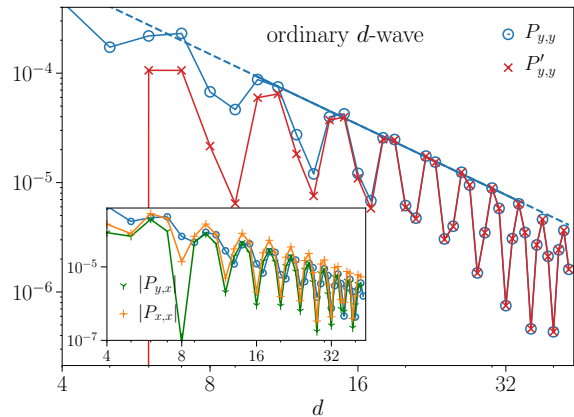 ordinary d-wave
P_{y,y}
P'_{y,y}
10^{-4}
10^{-5}
10^{-6}
10^{-5}
10^{-7}
|P_{y,x}|
|P_{x,x}|
4 8 16 32
4 8 16 32
d